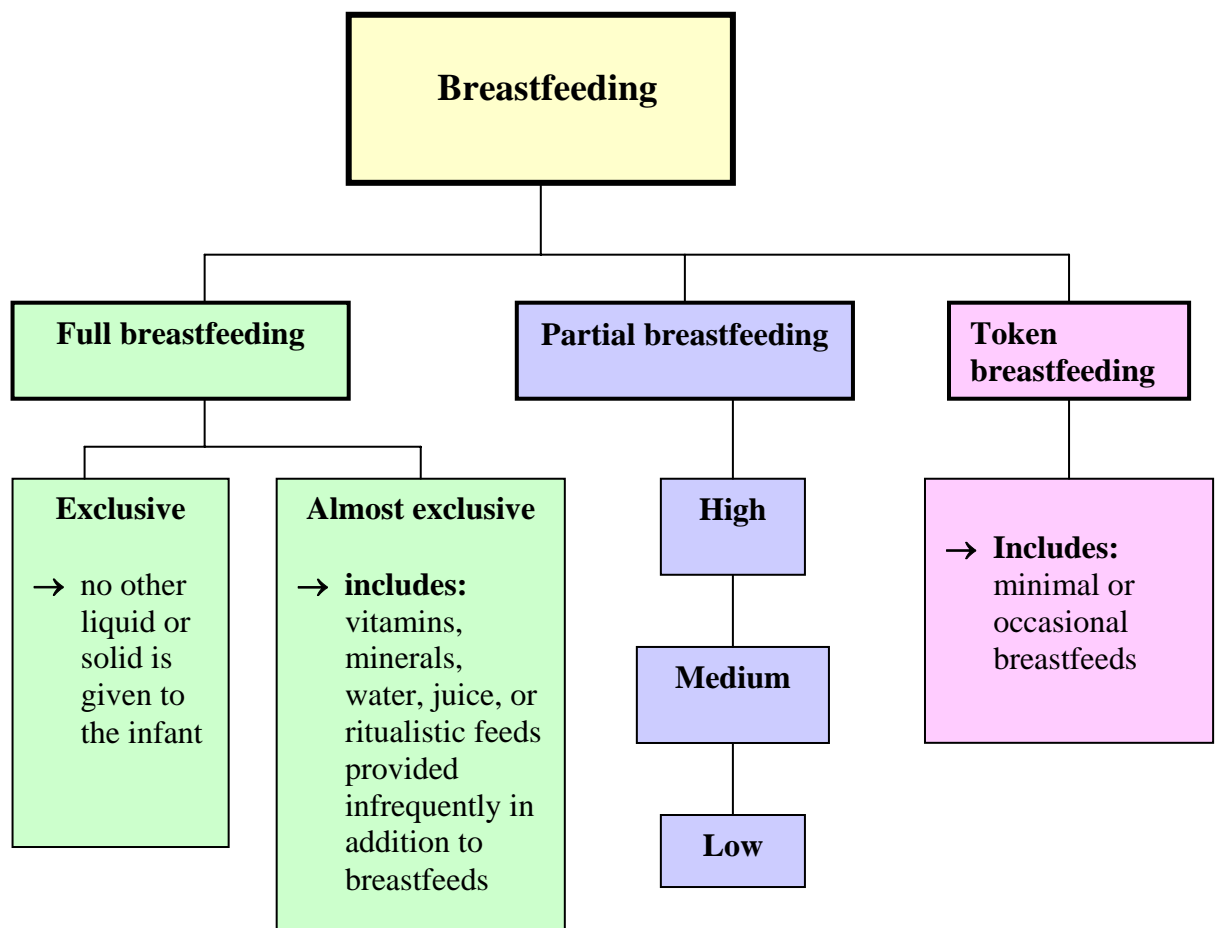 Breastfeeding
Full breastfeeding
Partial breastfeeding
Token
breastfeeding
Exclusive
→ no other
liquid or
solid is
given to
the infant
Almost exclusive
→ includes:
vitamins,
minerals,
water, juice, or
ritualistic feeds
provided
infrequently in
addition to
breastfeeds
High
Medium
Low
→ Includes:
minimal or
occasional
breastfeeds